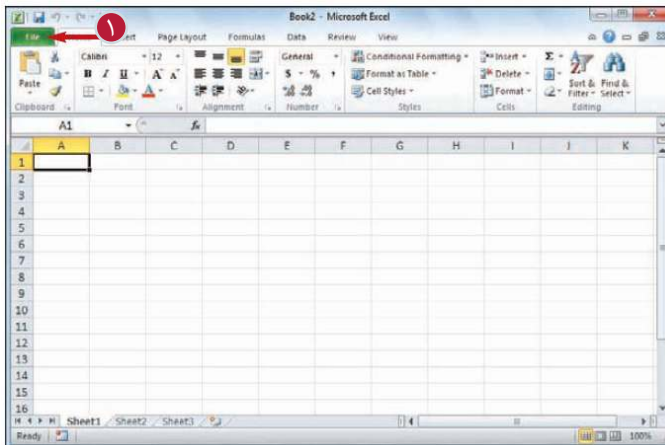 Book2 - Microsoft Excel
File ert Page Layout Formulas Data Review View
١
Calibri 12 General Conditional Formatting Insert Σ
Paste B I U A A $ % , Format as Table Delete Sort & Find &
A Cell Styles Format Filter Select
Clipboard Font Alignment Number Styles Cells Editing
A1 fx
A B C D E F G H I J K
1
2
3
4
5
6
7
8
9
10
11
12
13
14
15
16
Sheet1 Sheet2 Sheet3
Ready 100%